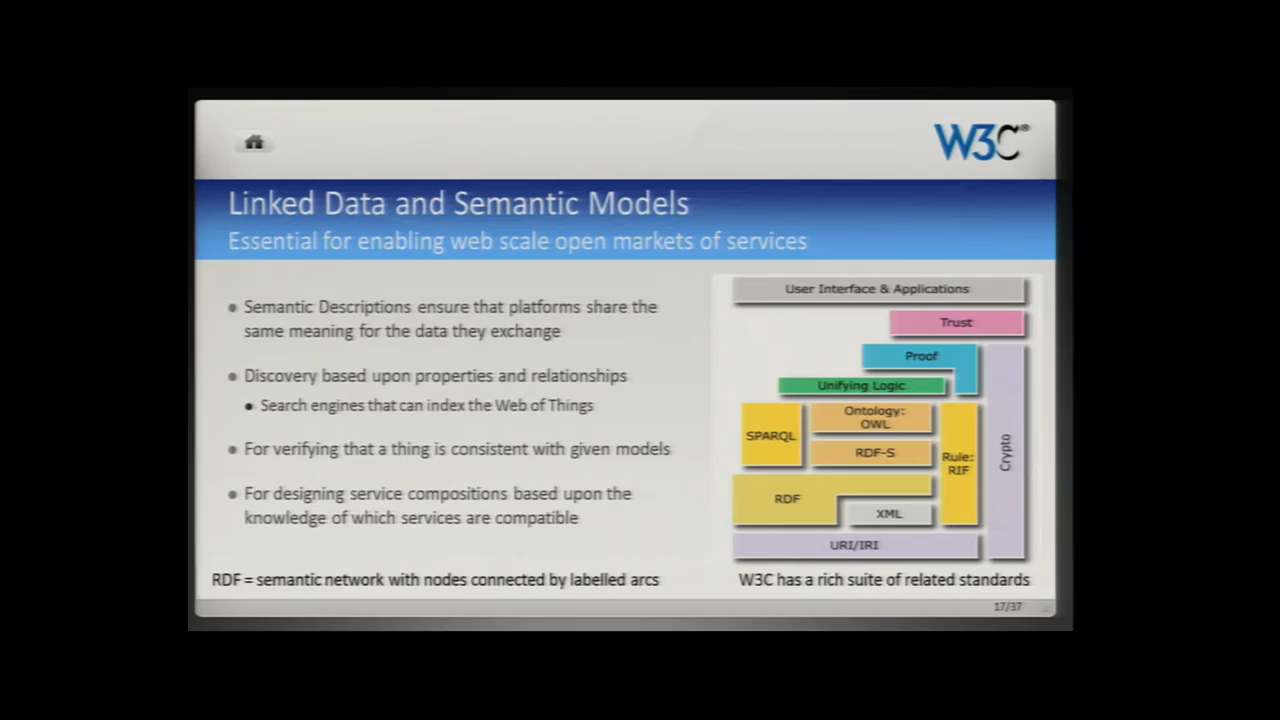 W3C®
Linked Data and Semantic Models
Essential for enabling web scale open markets of services
Semantic Descriptions ensure that platforms share the
same meaning for the data they exchange
Discovery based upon properties and relationships
Search engines that can index the Web of Things
For verifying that a thing is consistent with given models
For designing service compositions based upon the
knowledge of which services are compatible
RDF = semantic network with nodes connected by labelled arcs
User Interface & Applications
Trust
Proof
Unifying Logic
SPARQL
Ontology:
OWL
RDF-S
Rule:
RIF
Crypto
RDF
XML
URI/IRI
W3C has a rich suite of related standards
17/37